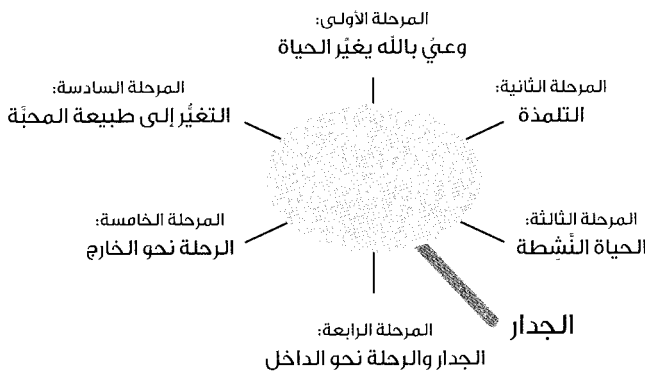 المرحلة الأولى:
وعيٌ بالله يغيِّر الحياة
المرحلة الثانية:
التلمذة
المرحلة الثالثة:
الحياة النَّشِطة
الجدار
المرحلة الرابعة:
الجدار والرحلة نحو الداخل
المرحلة الخامسة:
الرحلة نحو الخارج
المرحلة السادسة:
التغيُّر إلى طبيعة المحبَّة